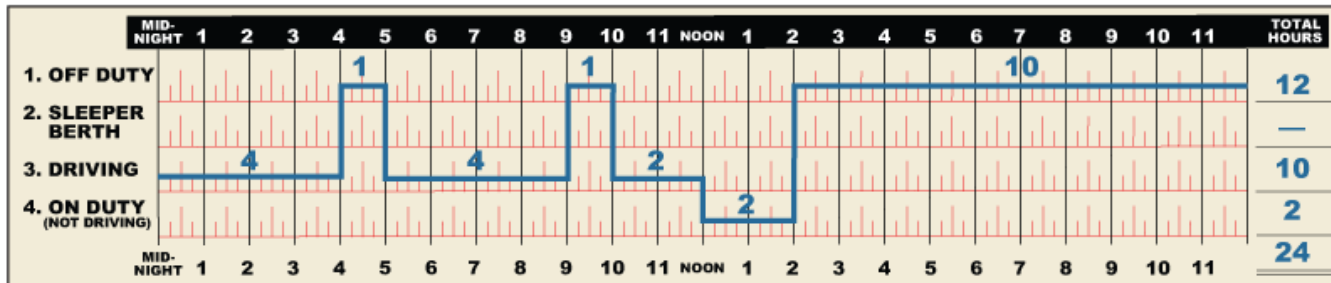 MID-NIGHT 1 2 3 4 5 6 7 8 9 10 11 NOON 1 2 3 4 5 6 7 8 9 10 11 TOTAL HOURS
1. OFF DUTY 1 1 10 12
2. SLEEPER BERTH —
3. DRIVING 4 4 2 10
4. ON DUTY 2 2
(NOT DRIVING)
24
MID-NIGHT 1 2 3 4 5 6 7 8 9 10 11 NOON 1 2 3 4 5 6 7 8 9 10 11